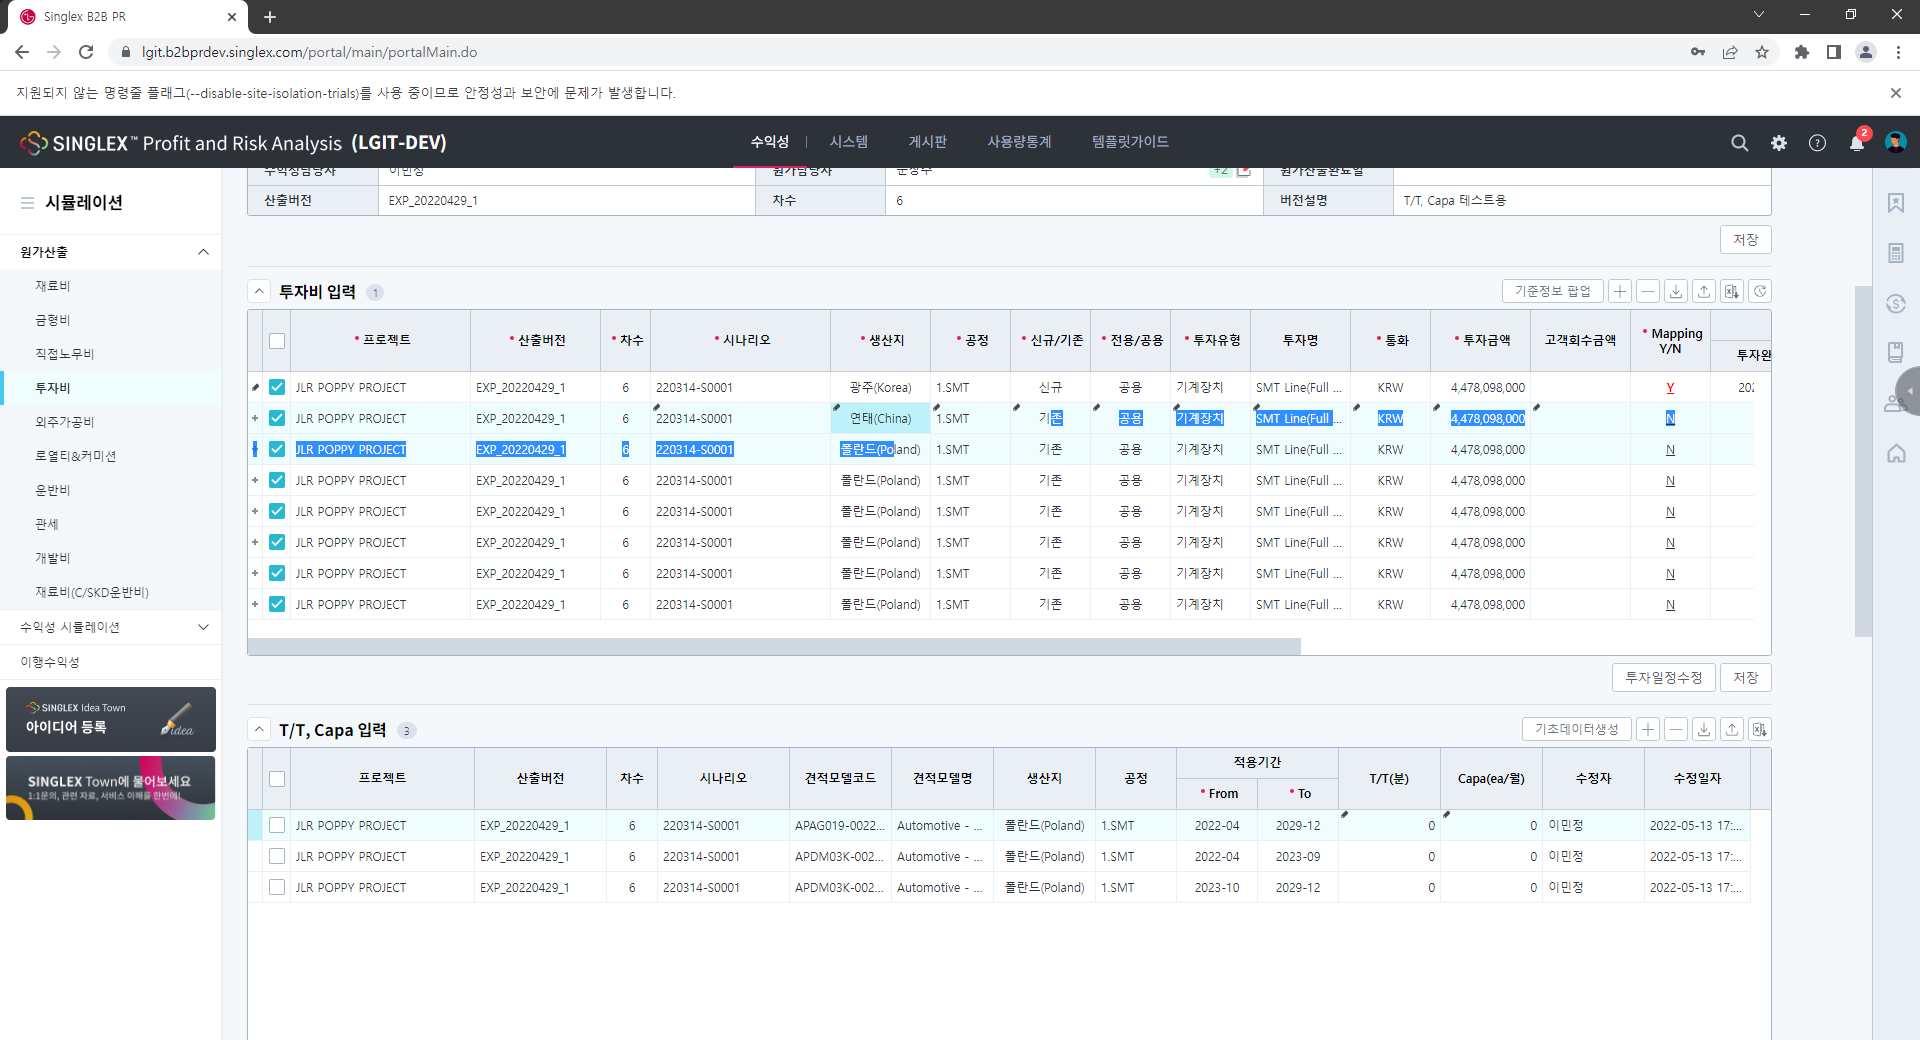 Singlex B2B PR
lgit.b2bprdev.singlex.com/portal/main/portalMain.do
지원되지 않는 명령줄 플래그(--disable-site-isolation-trials)를 사용 중이므로 안정성과 보안에 문제가 발생합니다.
SINGLEX™ Profit and Risk Analysis (LGIT-DEV)
수익성 시스템 게시판 사용량통계 템플릿가이드
2
시뮬레이션
원가산출
재료비
금형비
직접노무비
투자비
외주가공비
로열티&커미션
운반비
관세
개발비
재료비(C/SKD운반비)
수익성 시뮬레이션
이행수익성
SINGLEX Idea Town
아이디어 등록
idea
SINGLEX Town에 물어보세요
1:1문의, 관련 자료, 서비스 이해를 한번에!
수익성담당자 이민정 원가담당자 +2 원가산출완료일
산출버전 EXP_20220429_1 차수 6 버전설명 T/T, Capa 테스트용
저장
투자비 입력 1
기준정보 팝업
* 프로젝트 * 산출버전 * 차수 * 시나리오 * 생산지 * 공정 * 신규/기존 * 전용/공용 * 투자유형 투자명 * 통화 * 투자금액 고객회수금액 * Mapping Y/N 투자완
JLR POPPY PROJECT EXP_20220429_1 6 220314-S0001 광주(Korea) 1.SMT 신규 공용 기계장치 SMT Line(Full ... KRW 4,478,098,000 Y 202
JLR POPPY PROJECT EXP_20220429_1 6 220314-S0001 연태(China) 1.SMT 기존 공용 기계장치 SMT Line(Full ... KRW 4,478,098,000 N
JLR POPPY PROJECT EXP_20220429_1 6 220314-S0001 폴란드(Poland) 1.SMT 기존 공용 기계장치 SMT Line(Full ... KRW 4,478,098,000 N
JLR POPPY PROJECT EXP_20220429_1 6 220314-S0001 폴란드(Poland) 1.SMT 기존 공용 기계장치 SMT Line(Full ... KRW 4,478,098,000 N
JLR POPPY PROJECT EXP_20220429_1 6 220314-S0001 폴란드(Poland) 1.SMT 기존 공용 기계장치 SMT Line(Full ... KRW 4,478,098,000 N
JLR POPPY PROJECT EXP_20220429_1 6 220314-S0001 폴란드(Poland) 1.SMT 기존 공용 기계장치 SMT Line(Full ... KRW 4,478,098,000 N
JLR POPPY PROJECT EXP_20220429_1 6 220314-S0001 폴란드(Poland) 1.SMT 기존 공용 기계장치 SMT Line(Full ... KRW 4,478,098,000 N
JLR POPPY PROJECT EXP_20220429_1 6 220314-S0001 폴란드(Poland) 1.SMT 기존 공용 기계장치 SMT Line(Full ... KRW 4,478,098,000 N
투자일정수정 저장
T/T, Capa 입력 3
기초데이터생성
프로젝트 산출버전 차수 시나리오 견적모델코드 견적모델명 생산지 공정 적용기간 * From * To T/T(분) Capa(ea/월) 수정자 수정일자
JLR POPPY PROJECT EXP_20220429_1 6 220314-S0001 APAG019-0022... Automotive - ... 폴란드(Poland) 1.SMT 2022-04 2029-12 0 0 이민정 2022-05-13 17:...
JLR POPPY PROJECT EXP_20220429_1 6 220314-S0001 APDM03K-002... Automotive - ... 폴란드(Poland) 1.SMT 2022-04 2023-09 0 0 이민정 2022-05-13 17:...
JLR POPPY PROJECT EXP_20220429_1 6 220314-S0001 APDM03K-002... Automotive - ... 폴란드(Poland) 1.SMT 2023-10 2029-12 0 0 이민정 2022-05-13 17:...